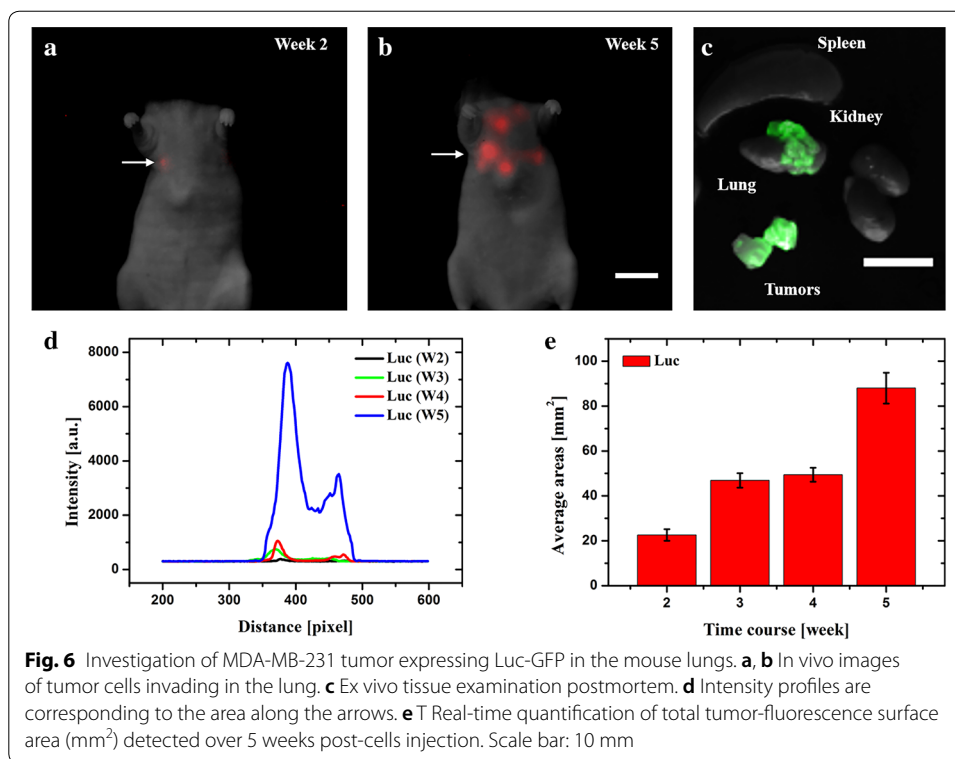 a
Week 2
b
Week 5
c
Spleen
Kidney
Lung
Tumors
d
8000
6000
4000
2000
0
Intensity [a.u.]
200
300
400
500
600
Distance [pixel]
Luc (W2)
Luc (W3)
Luc (W4)
Luc (W5)
e
100
80
60
40
20
0
Average areas [mm²]
Luc
2
3
4
5
Time course [week]
Fig. 6 Investigation of MDA-MB-231 tumor expressing Luc-GFP in the mouse lungs. a, b In vivo images
of tumor cells invading in the lung. c Ex vivo tissue examination postmortem. d Intensity profiles are
corresponding to the area along the arrows. e T Real-time quantification of total tumor-fluorescence surface
area (mm²) detected over 5 weeks post-cells injection. Scale bar: 10 mm